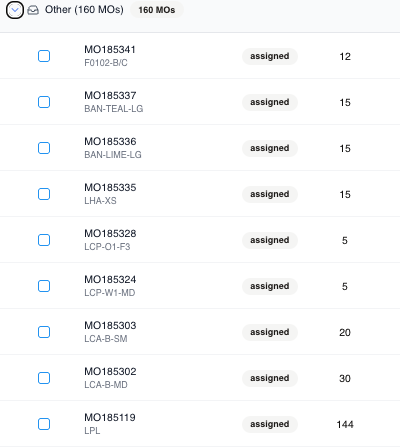 Other (160 MOs) 160 MOs
MO185341
F0102-B/C
assigned
12
MO185337
BAN-TEAL-LG
assigned
15
MO185336
BAN-LIME-LG
assigned
15
MO185335
LHA-XS
assigned
15
MO185328
LCP-O1-F3
assigned
5
MO185324
LCP-W1-MD
assigned
5
MO185303
LCA-B-SM
assigned
20
MO185302
LCA-B-MD
assigned
30
MO185119
LPL
assigned
144